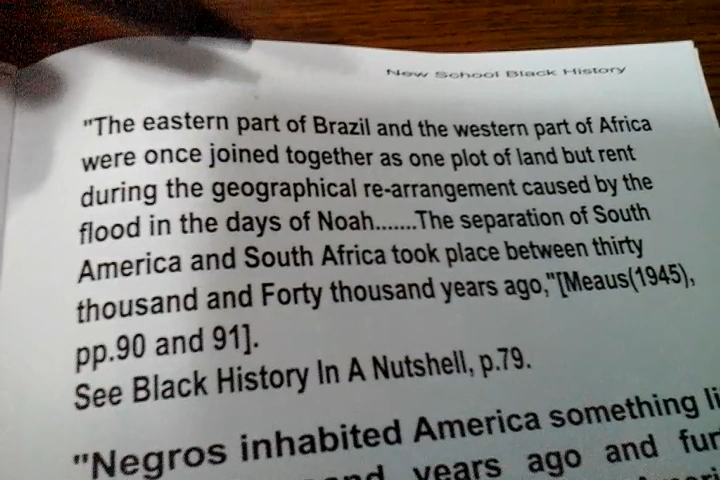 New School Black History
"The eastern part of Brazil and the western part of Africa
were once joined together as one plot of land but rent
during the geographical re-arrangement caused by the
flood in the days of Noah.......The separation of South
America and South Africa took place between thirty
thousand and Forty thousand years ago,"[Meaus(1945),
pp.90 and 91].
See Black History In A Nutshell, p.79.
"Negros inhabited America something
years ago and